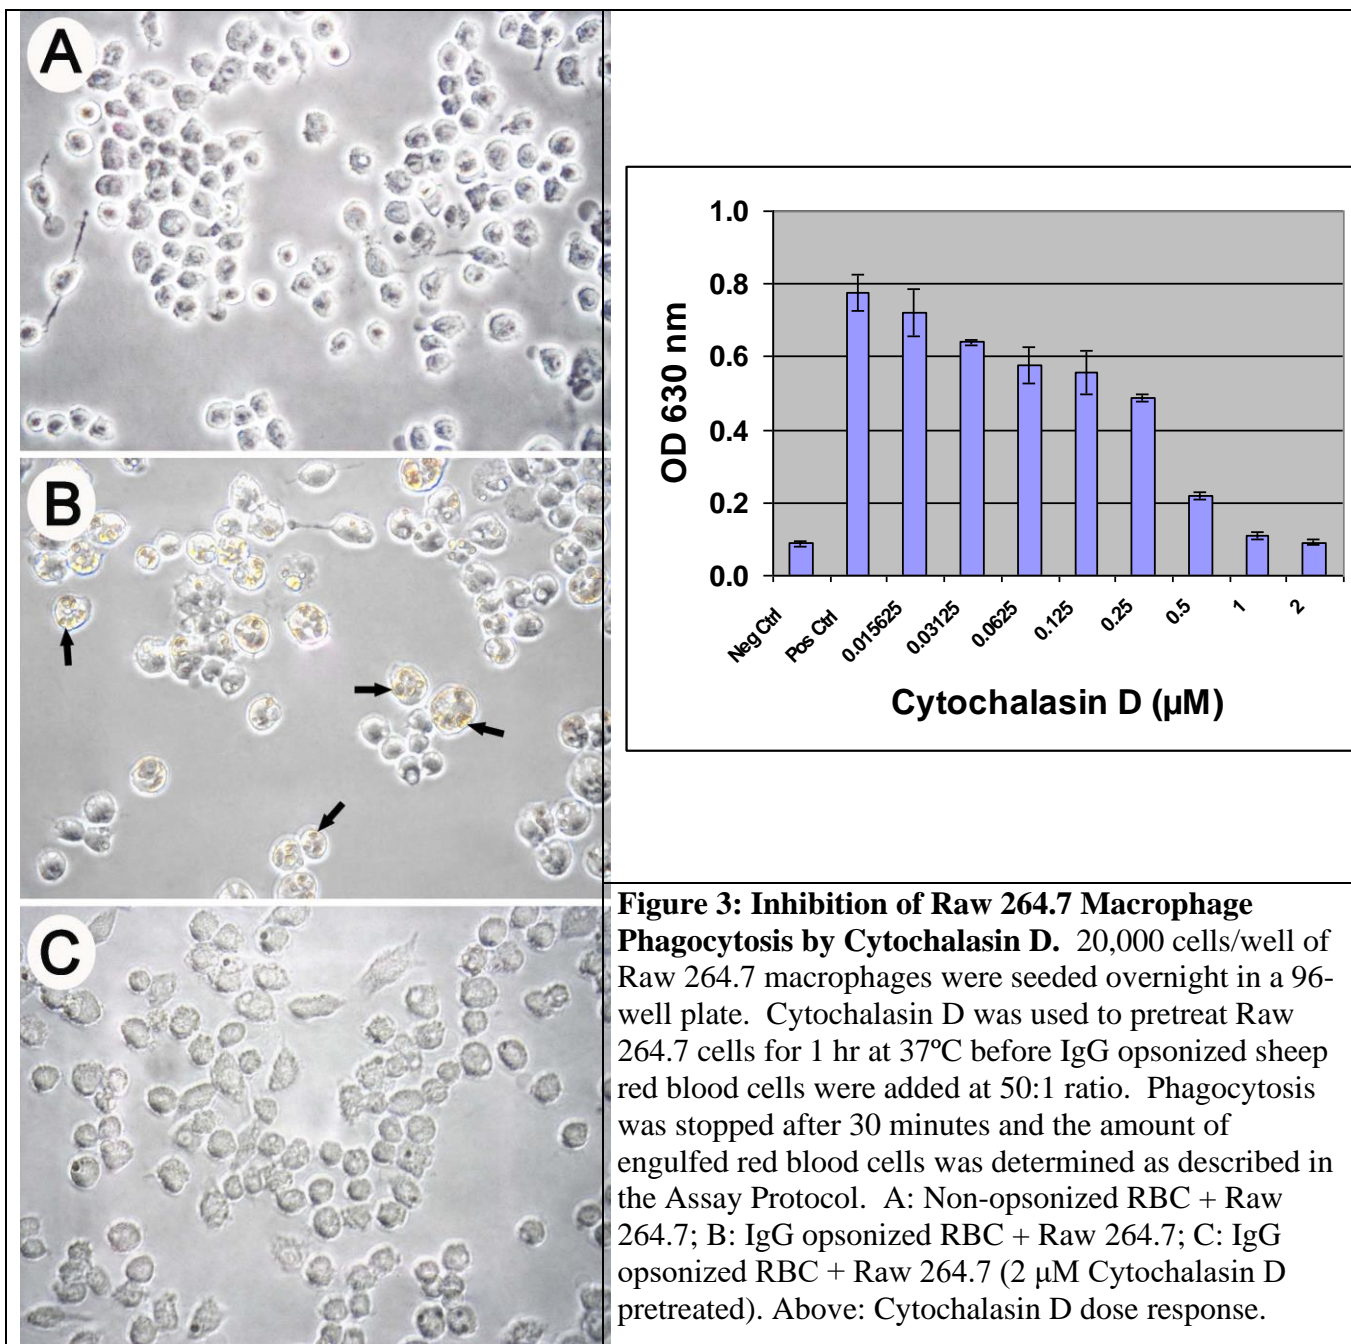 A
B
C
1.0
0.8
0.6
0.4
0.2
0.0
OD 630 nm
Neg Ctrl
Pos Ctrl
0.015625
0.03125
0.0625
0.125
0.25
0.5
1
2
Cytochalasin D (µM)
Figure 3: Inhibition of Raw 264.7 Macrophage
Phagocytosis by Cytochalasin D. 20,000 cells/well of
Raw 264.7 macrophages were seeded overnight in a 96-
well plate. Cytochalasin D was used to pretreat Raw
264.7 cells for 1 hr at 37ºC before IgG opsonized sheep
red blood cells were added at 50:1 ratio. Phagocytosis
was stopped after 30 minutes and the amount of
engulfed red blood cells was determined as described in
the Assay Protocol. A: Non-opsonized RBC + Raw
264.7; B: IgG opsonized RBC + Raw 264.7; C: IgG
opsonized RBC + Raw 264.7 (2 µM Cytochalasin D
pretreated). Above: Cytochalasin D dose response.